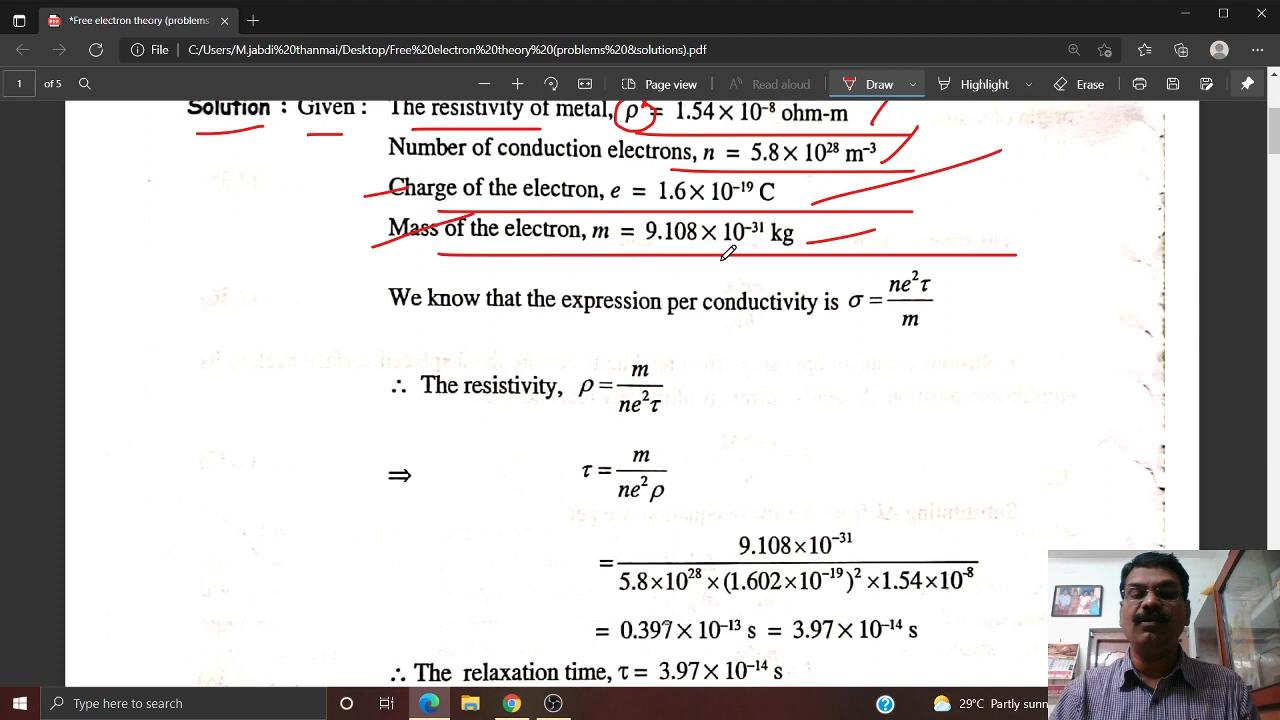 *Free electron theory (problems
File
C:/Users/M.jabdi%20thanmai/Desktop/Free%20electron%20theory%20(problems%20&solutions).pdf
1 of 5
Page view
Read aloud
Draw
Highlight
Erase
Solution : Given : The resistivity of metal, ρ = 1.54 × 10⁻⁸ ohm-m
Number of conduction electrons, n = 5.8 × 10²⁸ m⁻³
Charge of the electron, e = 1.6 × 10⁻¹⁹ C
Mass of the electron, m = 9.108 × 10⁻³¹ kg
We know that the expression per conductivity is σ = ne²τ / m
∴ The resistivity, ρ = m / ne²τ
⇒ τ = m / ne²ρ
= 9.108×10⁻³¹ / 5.8×10²⁸ ×(1.602×10⁻¹⁹)² ×1.54×10⁻⁸
= 0.397×10⁻¹³ s = 3.97×10⁻¹⁴ s
∴ The relaxation time, τ = 3.97×10⁻¹⁴ s
Type here to search
29°C Partly sunn